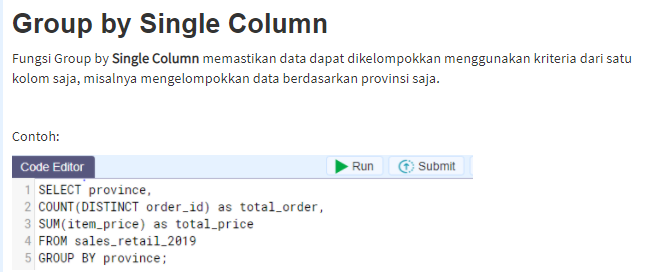 Group by Single Column
Fungsi Group by Single Column memastikan data dapat dikelompokkan menggunakan kriteria dari satu
kolom saja, misalnya mengelompokkan data berdasarkan provinsi saja.
Contoh:
Code Editor Run Submit
1 SELECT province,
2 COUNT(DISTINCT order_id) as total_order,
3 SUM(item_price) as total_price
4 FROM sales_retail_2019
5 GROUP BY province;